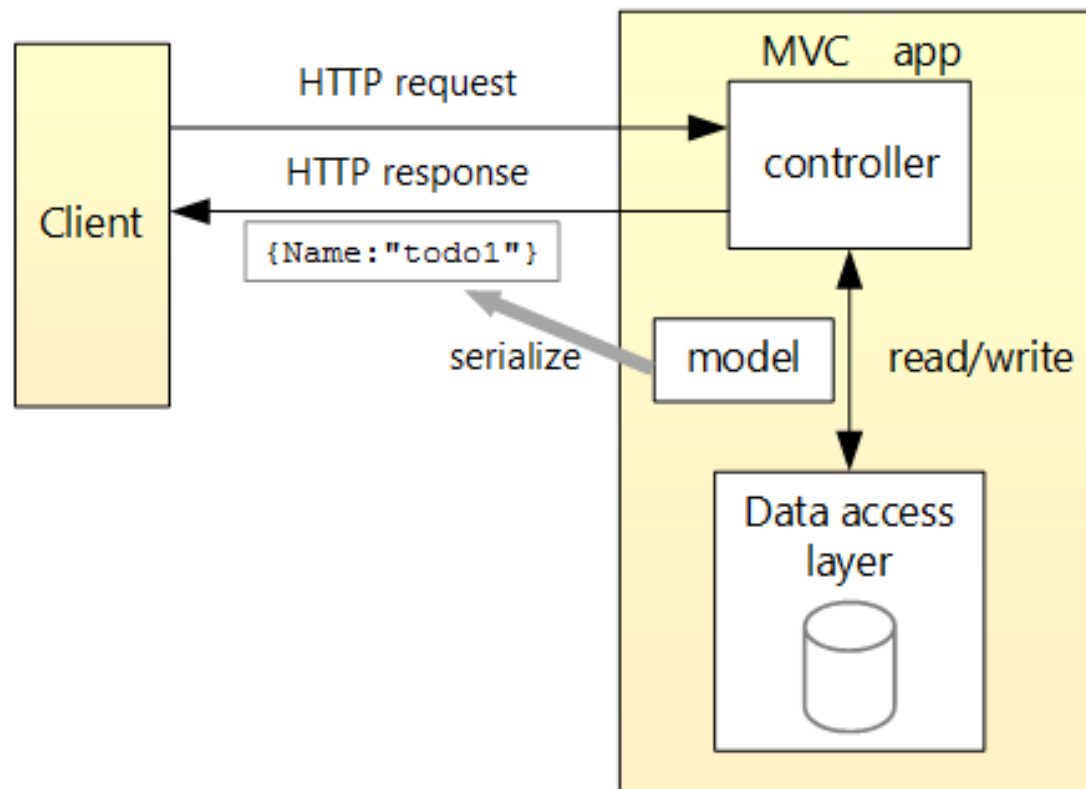 MVC app
HTTP request
controller
HTTP response
Client
{Name:"todo1"}
serialize
model
read/write
Data access
layer